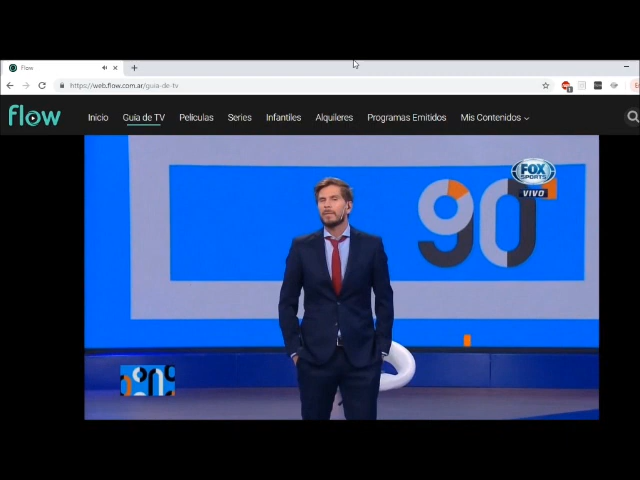 Flow
https://web.flow.com.ar/guia-de-tv
flow
Inicio
Guía de TV
Películas
Series
Infantiles
Alquileres
Programas Emitidos
Mis Contenidos
FOX
SPORTS
VIVO
90
90